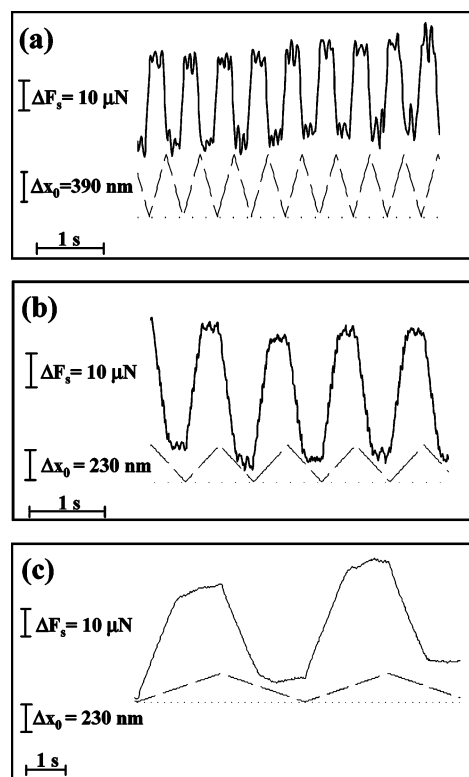 (a)
ΔFₛ= 10 μN
Δx₀=390 nm
1 s
(b)
ΔFₛ= 10 μN
Δx₀ = 230 nm
1 s
(c)
ΔFₛ= 10 μN
Δx₀ = 230 nm
1 s